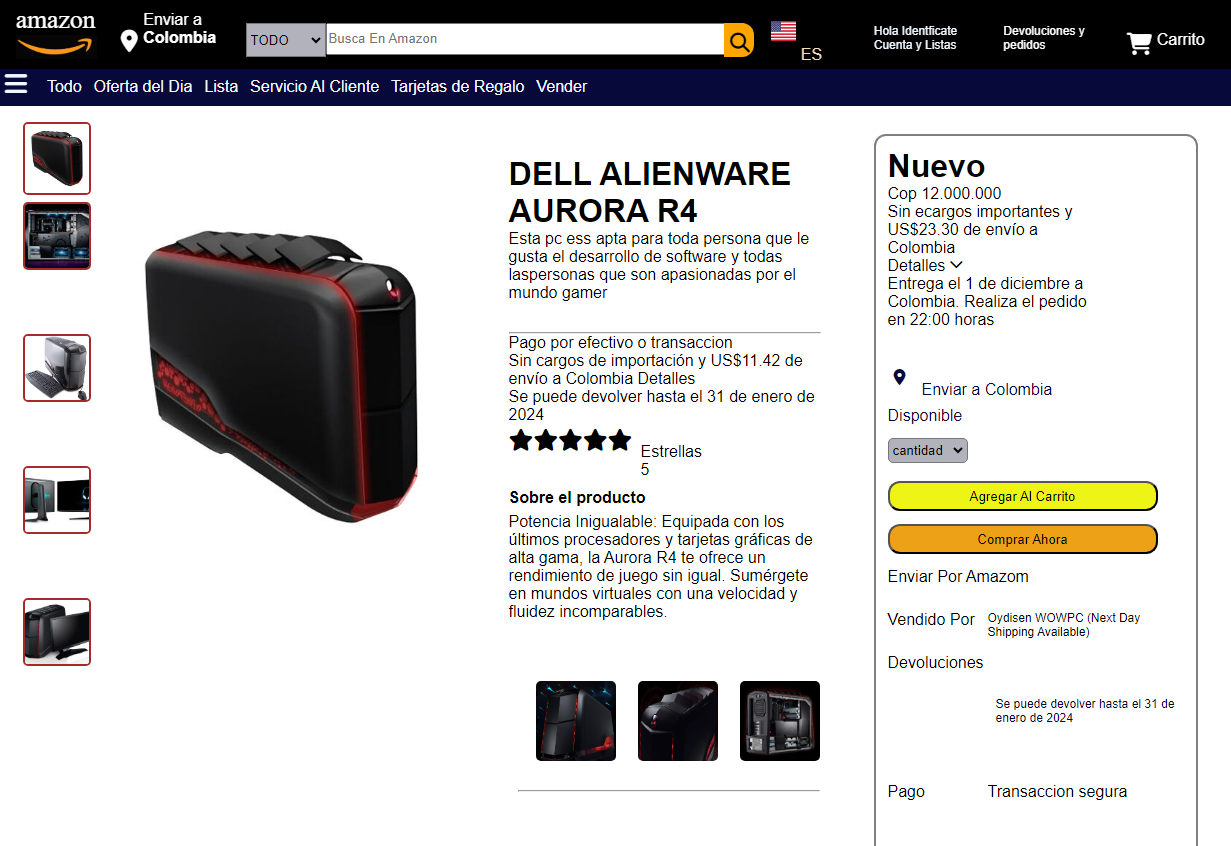 amazon
Enviar a
Colombia
TODO
Busca En Amazon
ES
Hola Identficate
Cuenta y Listas
Devoluciones y
pedidos
Carrito
Todo Oferta del Dia Lista Servicio Al Cliente Tarjetas de Regalo Vender
DELL ALIENWARE
AURORA R4
Esta pc ess apta para toda persona que le
gusta el desarrollo de software y todas
laspersonas que son apasionadas por el
mundo gamer
Pago por efectivo o transaccion
Sin cargos de importación y US$11.42 de
envío a Colombia Detalles
Se puede devolver hasta el 31 de enero de
2024
Estrellas
5
Sobre el producto
Potencia Inigualable: Equipada con los
últimos procesadores y tarjetas gráficas de
alta gama, la Aurora R4 te ofrece un
rendimiento de juego sin igual. Sumérgete
en mundos virtuales con una velocidad y
fluidez incomparables.
Nuevo
Cop 12.000.000
Sin ecargos importantes y
US$23.30 de envío a
Colombia
Detalles
Entrega el 1 de diciembre a
Colombia. Realiza el pedido
en 22:00 horas
Enviar a Colombia
Disponible
cantidad
Agregar Al Carrito
Comprar Ahora
Enviar Por Amazom
Vendido Por
Oydisen WOWPC (Next Day
Shipping Available)
Devoluciones
Se puede devolver hasta el 31 de
enero de 2024
Pago
Transaccion segura